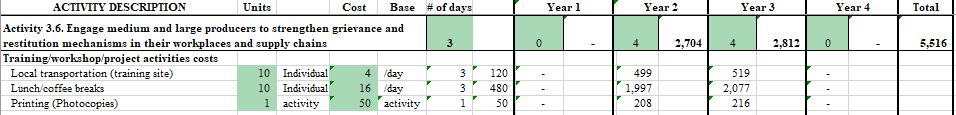 ACTIVITY DESCRIPTION Units Cost Base # of days Year 1 Year 2 Year 3 Year 4 Total
Activity 3.6. Engage medium and large producers to strengthen grievance and
restitution mechanisms in their workplaces and supply chains 3 0 - 4 2,704 4 2,812 0 - 5,516
Training/workshop/project activities costs
Local transportation (training site) 10 Individual 4 /day 3 120 - 499 519 -
Lunch/coffee breaks 10 Individual 16 /day 3 480 - 1,997 2,077 -
Printing (Photocopies) 1 activity 50 activity 1 50 - 208 216 -